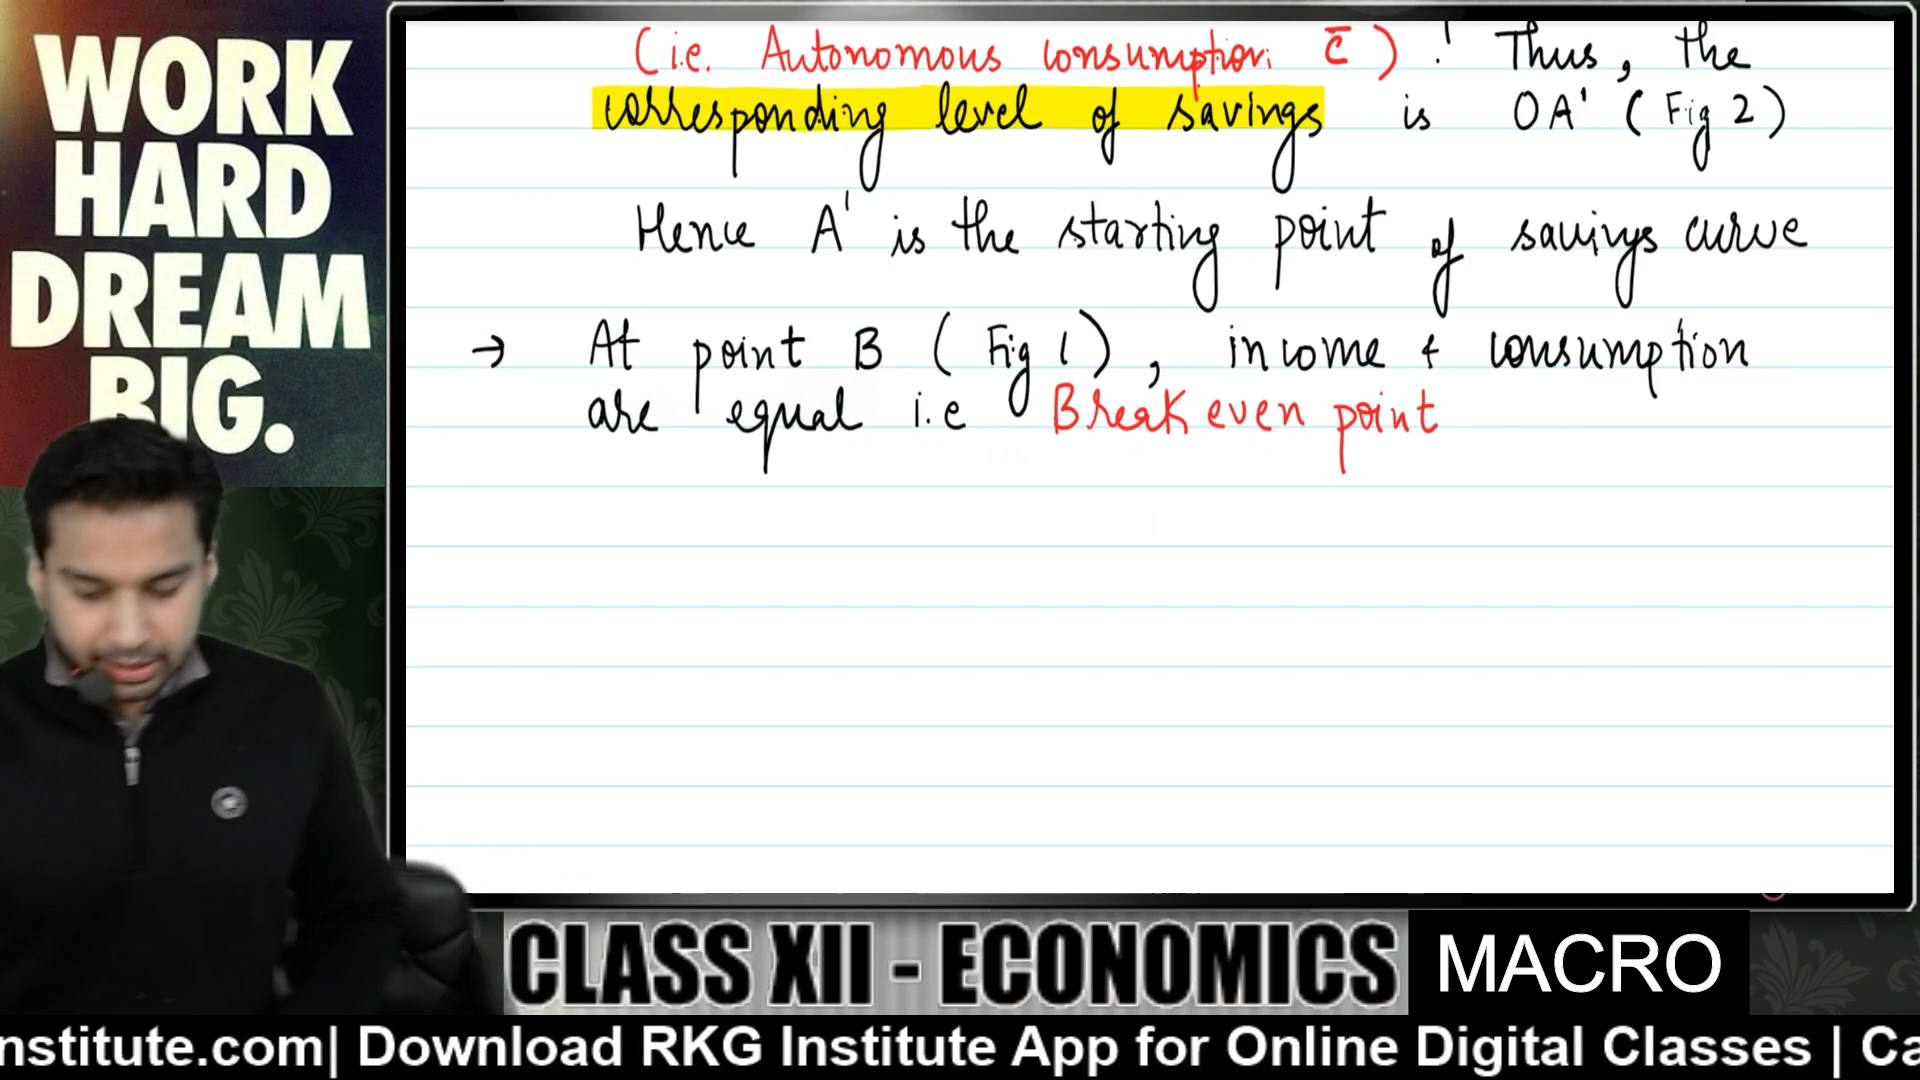 WORK
HARD
DREAM
BIG.
(i.e. Autonomous consumption C̄) . Thus, the
corresponding level of savings is OA' (Fig 2)
Hence A' is the starting point of savings curve
→ At point B (Fig 1), income & consumption
are equal i.e Break even point
CLASS XII - ECONOMICS
MACRO
nstitute.com| Download RKG Institute App for Online Digital Classes | Ca